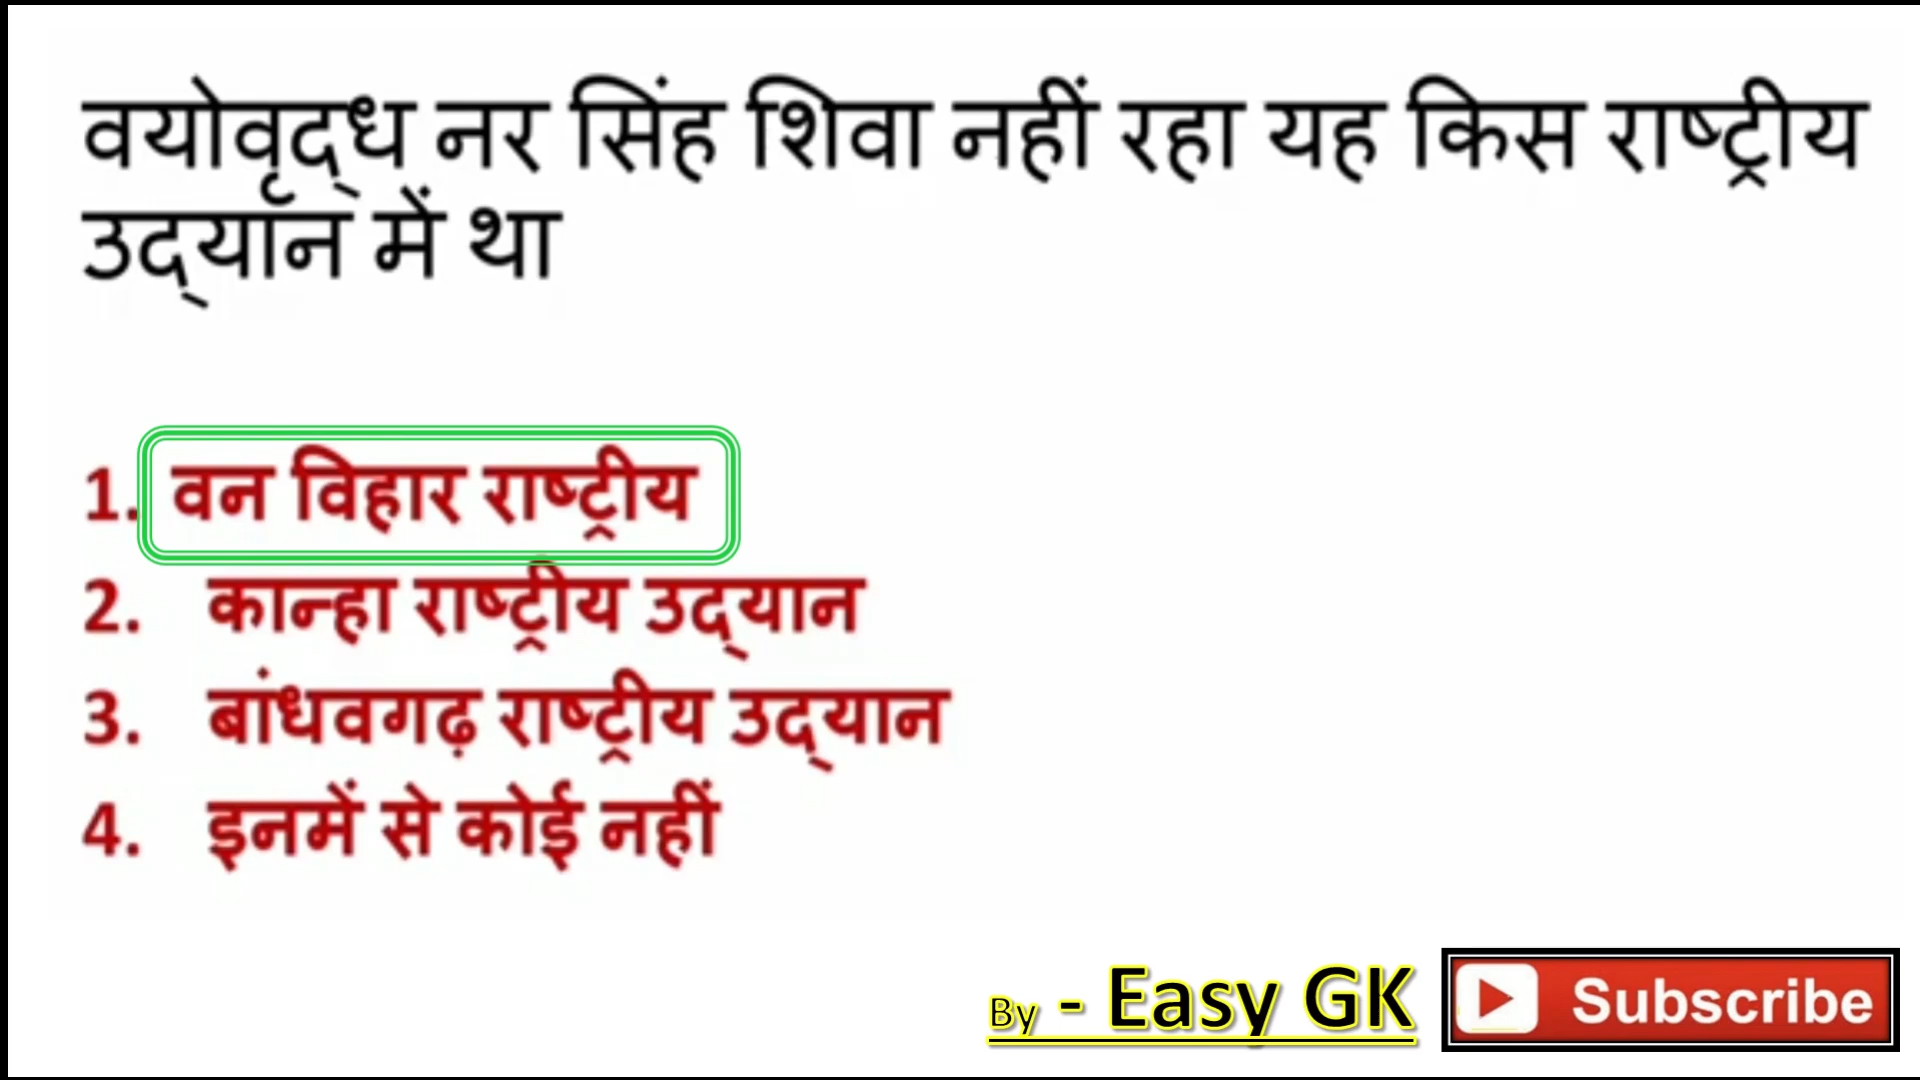 वयोवृद्ध नर सिंह शिवा नहीं रहा यह किस राष्ट्रीय
उद्यान में था
1. वन विहार राष्ट्रीय
2. कान्हा राष्ट्रीय उद्यान
3. बांधवगढ़ राष्ट्रीय उद्यान
4. इनमें से कोई नहीं
By - Easy GK
Subscribe